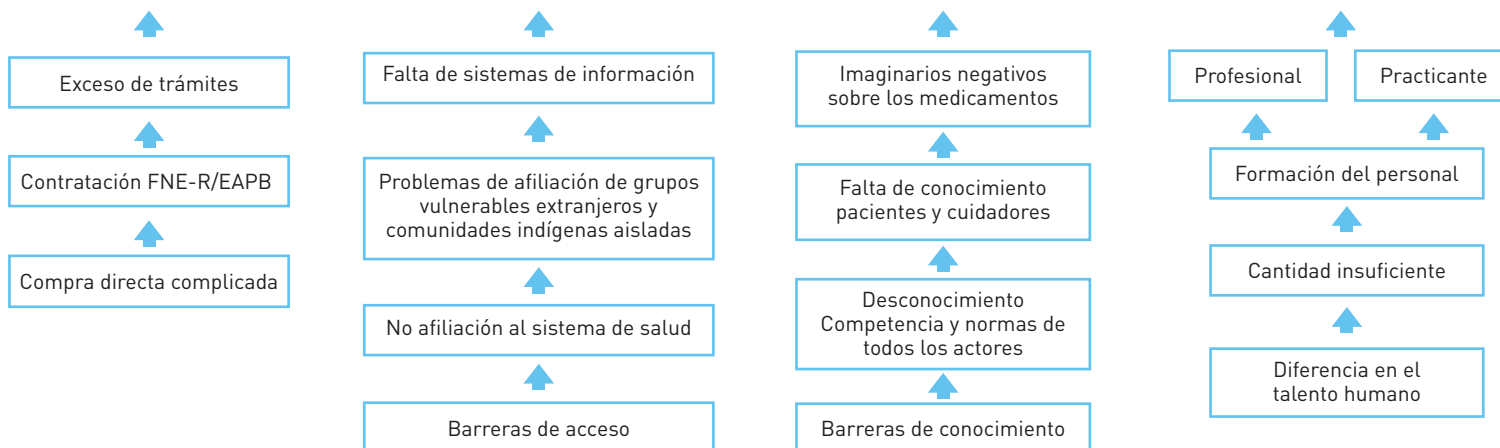 Exceso de trámites
Contratación FNE-R/EAPB
Compra directa complicada
Falta de sistemas de información
Problemas de afiliación de grupos
vulnerables extranjeros y
comunidades indígenas aisladas
No afiliación al sistema de salud
Barreras de acceso
Imaginarios negativos
sobre los medicamentos
Falta de conocimiento
pacientes y cuidadores
Desconocimiento
Competencia y normas de
todos los actores
Barreras de conocimiento
Profesional
Practicante
Formación del personal
Cantidad insuficiente
Diferencia en el
talento humano